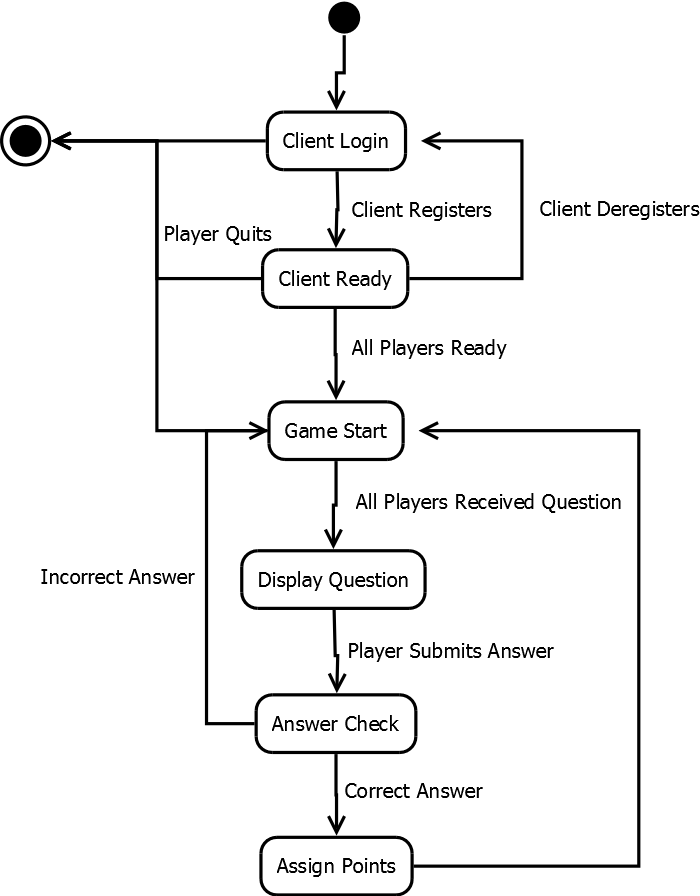 Client Login
Client Registers
Client Deregisters
Player Quits
Client Ready
All Players Ready
Game Start
All Players Received Question
Incorrect Answer
Display Question
Player Submits Answer
Answer Check
Correct Answer
Assign Points